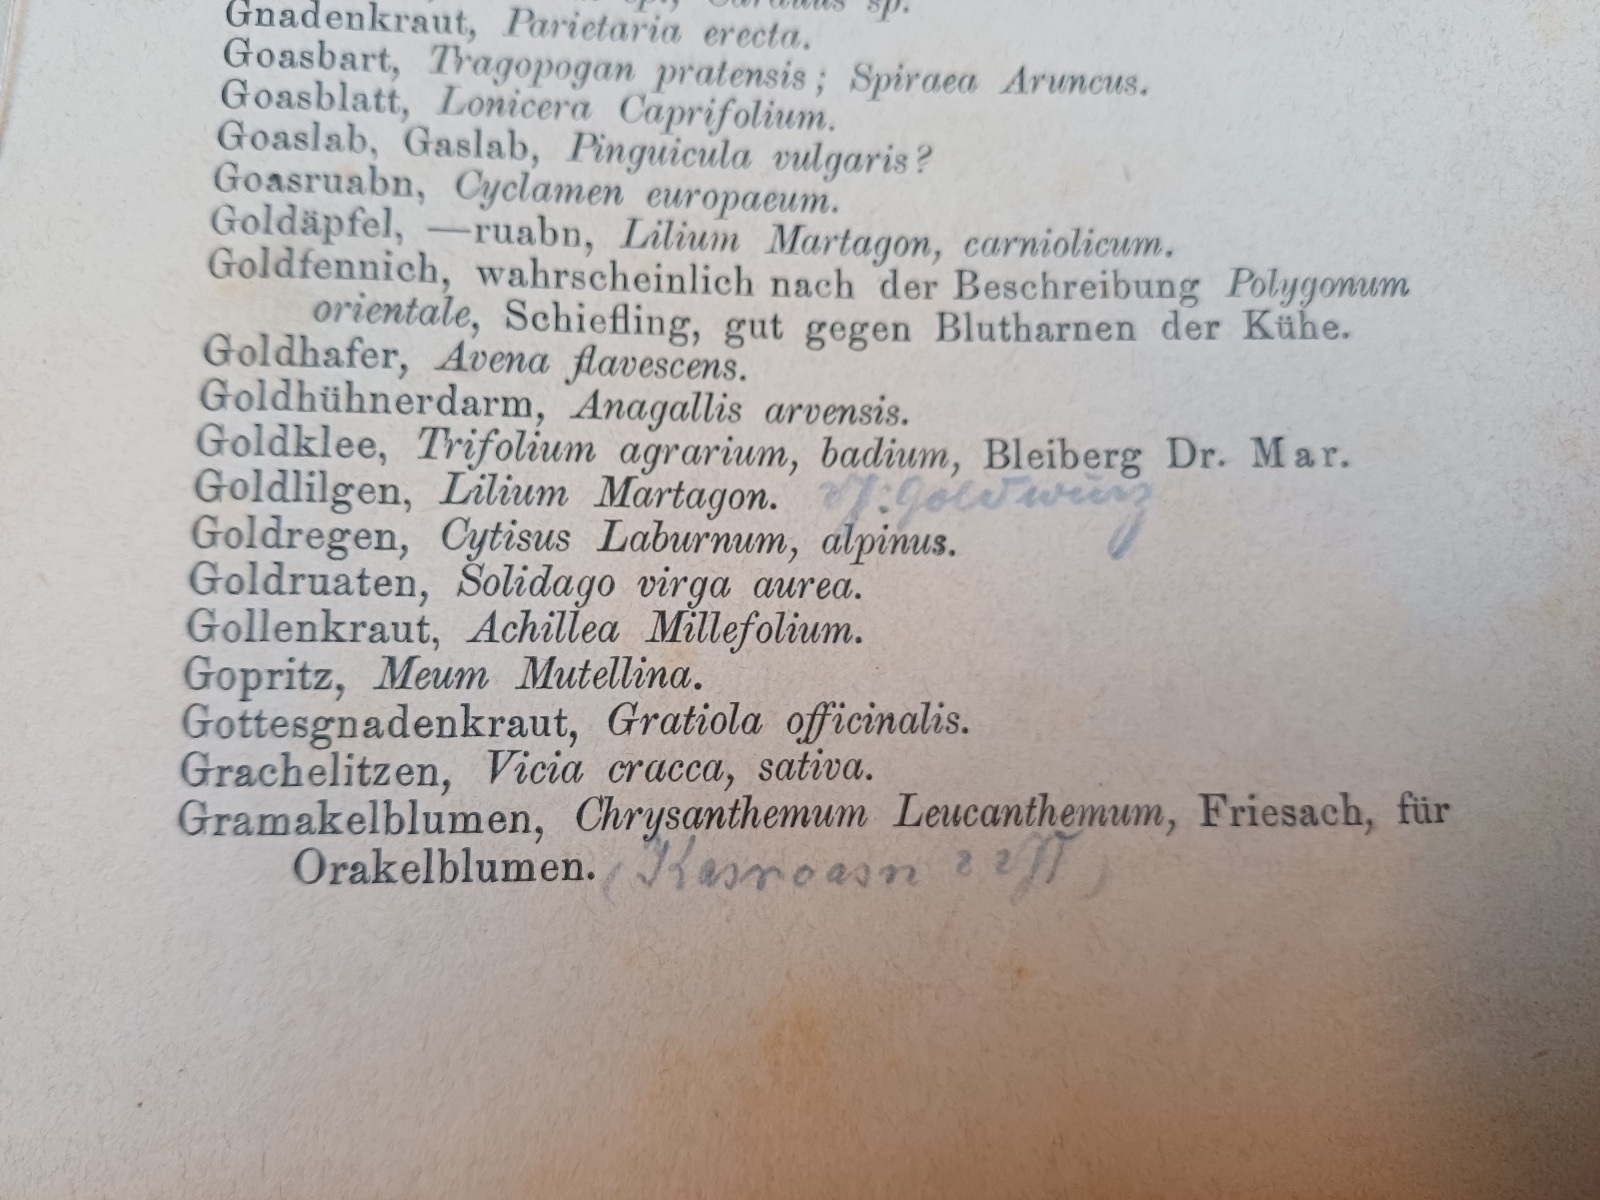 sp.
Gnadenkraut, Parietaria erecta.
Goasbart, Tragopogan pratensis; Spiraea Aruncus.
Goasblatt, Lonicera Caprifolium.
Goaslab, Gaslab, Pinguicula vulgaris?
Goasruabn, Cyclamen europaeum.
Goldäpfel, —ruabn, Lilium Martagon, carniolicum.
Goldfennich, wahrscheinlich nach der Beschreibung Polygonum
orientale, Schiefling, gut gegen Blutharnen der Kühe.
Goldhafer, Avena flavescens.
Goldhühnerdarm, Anagallis arvensis.
Goldklee, Trifolium agrarium, badium, Bleiberg Dr. Mar.
Goldlilgen, Lilium Martagon. Goldwurz
Goldregen, Cytisus Laburnum, alpinus.
Goldruaten, Solidago virga aurea.
Gollenkraut, Achillea Millefolium.
Gopritz, Meum Mutellina.
Gottesgnadenkraut, Gratiola officinalis.
Grachelitzen, Vicia cracca, sativa.
Gramakelblumen, Chrysanthemum Leucanthemum, Friesach, für
Orakelblumen.